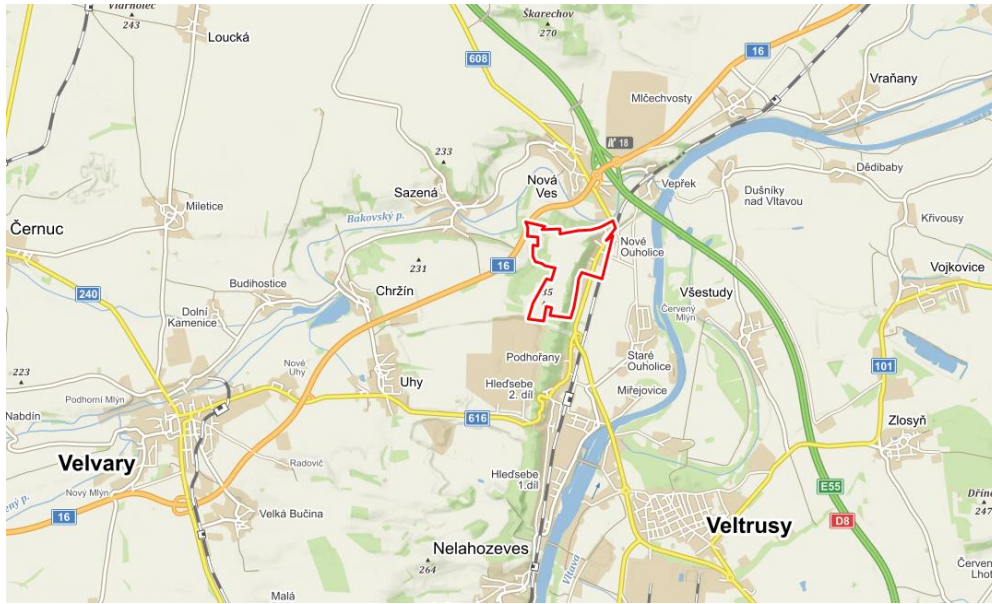 Škarechov
270
243
Loucká
608
16
Vraňany
Mlčechvosty
18
Dědibaby
233
Nová
Ves
Vepřek
Sazená
Dušníky
nad Vltavou
Miletice
Bakovský p.
Křivousy
Černuc
Nové
Ouholice
231
16
Vojkovice
240
Budihostice
Chržín
Všestudy
Červený
Mlýn
Dolní
Kamenice
35
Nové
Uhy
Podhořany
Staré
Ouholice
101
223
Podhorní Mlýn
Uhy
Hleďsebe
2. díl
Miřejovice
Nabdín
616
Zlosyň
Velvary
Radovič
Hleďsebe
1.díl
Nový Mlýn
E55
16
Velká Bučina
Veltrusy
D8
247
Nelahozeves
264
Vltava
Malá
Lhot